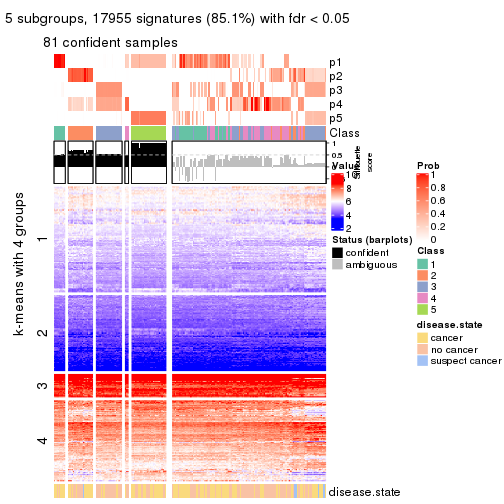 5 subgroups, 17955 signatures (85.1%) with fdr < 0.05
81 confident samples
p1
p2
p3
p4
p5
Class
1
0.5
0
Silhouette
score
k-means with 4 groups
1
2
3
4
disease.state
Value
10
8
6
4
2
Status (barplots)
confident
ambiguous
Prob
1
0.8
0.6
0.4
0.2
0
Class
1
2
3
4
5
disease.state
cancer
no cancer
suspect cancer